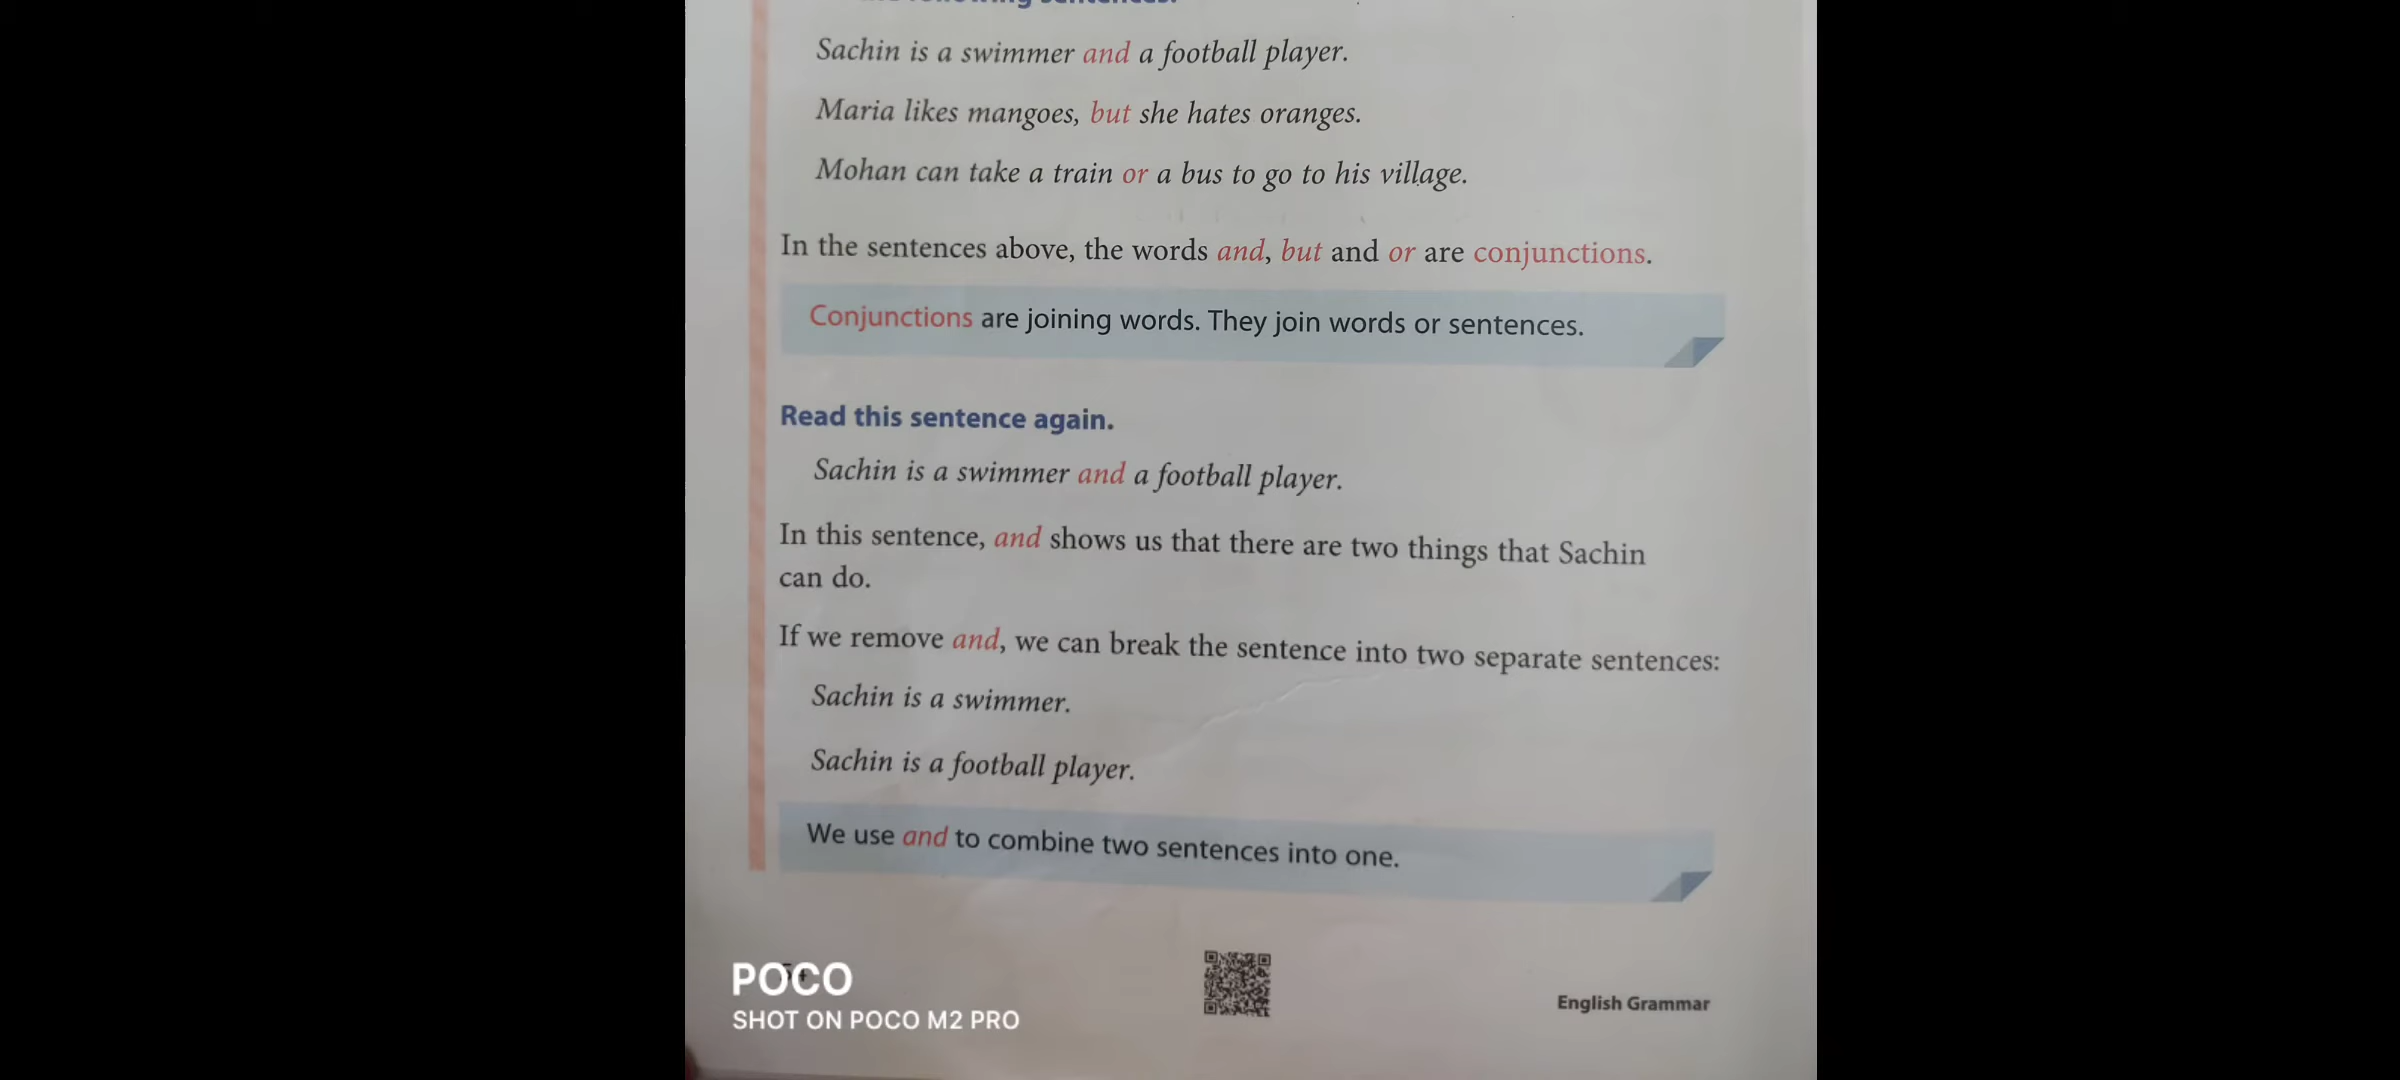 following sentences.
Sachin is a swimmer and a football player.
Maria likes mangoes, but she hates oranges.
Mohan can take a train or a bus to go to his village.
In the sentences above, the words and, but and or are conjunctions.
Conjunctions are joining words. They join words or sentences.
Read this sentence again.
Sachin is a swimmer and a football player.
In this sentence, and shows us that there are two things that Sachin
can do.
If we remove and, we can break the sentence into two separate sentences:
Sachin is a swimmer.
Sachin is a football player.
We use and to combine two sentences into one.
POCO
SHOT ON POCO M2 PRO
English Grammar